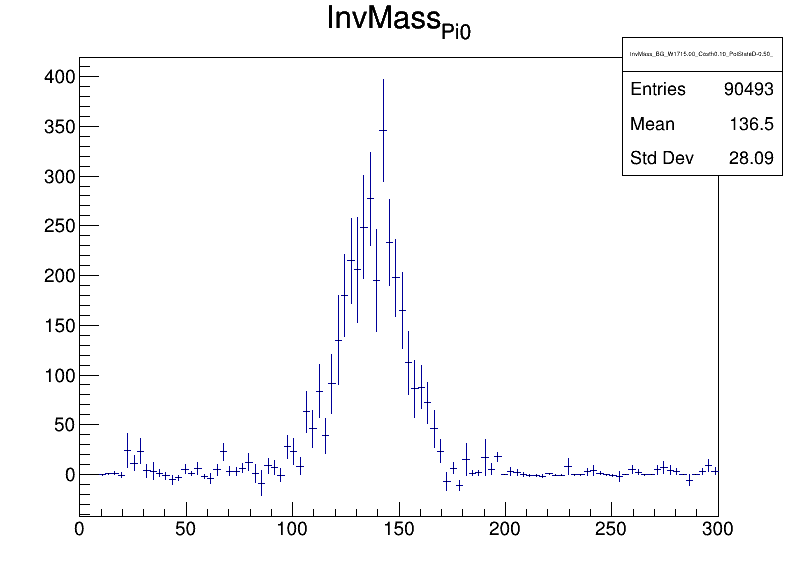 InvMass_Pi0
InvMass_BG_W1715.00_Costh0.10_PolStateD-0.50_
Entries 90493
Mean 136.5
Std Dev 28.09
400
350
300
250
200
150
100
50
0
0 50 100 150 200 250 300